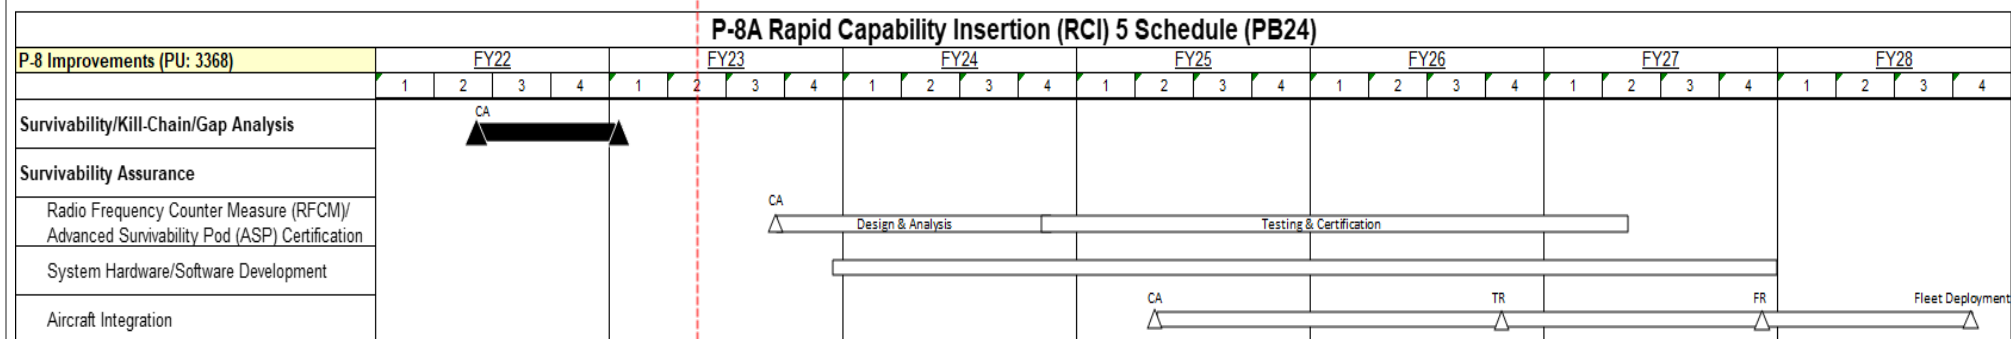 P-8A Rapid Capability Insertion (RCI) 5 Schedule (PB24)
P-8 Improvements (PU: 3368) FY22 FY23 FY24 FY25 FY26 FY27 FY28
1 2 3 4 1 2 3 4 1 2 3 4 1 2 3 4 1 2 3 4 1 2 3 4 1 2 3 4
CA
Survivability/Kill-Chain/Gap Analysis
Survivability Assurance
CA
Radio Frequency Counter Measure (RFCM)/
Design & Analysis Testing & Certification
Advanced Survivability Pod (ASP) Certification
System Hardware/Software Development
CA TR FR Fleet Deployment
Aircraft Integration